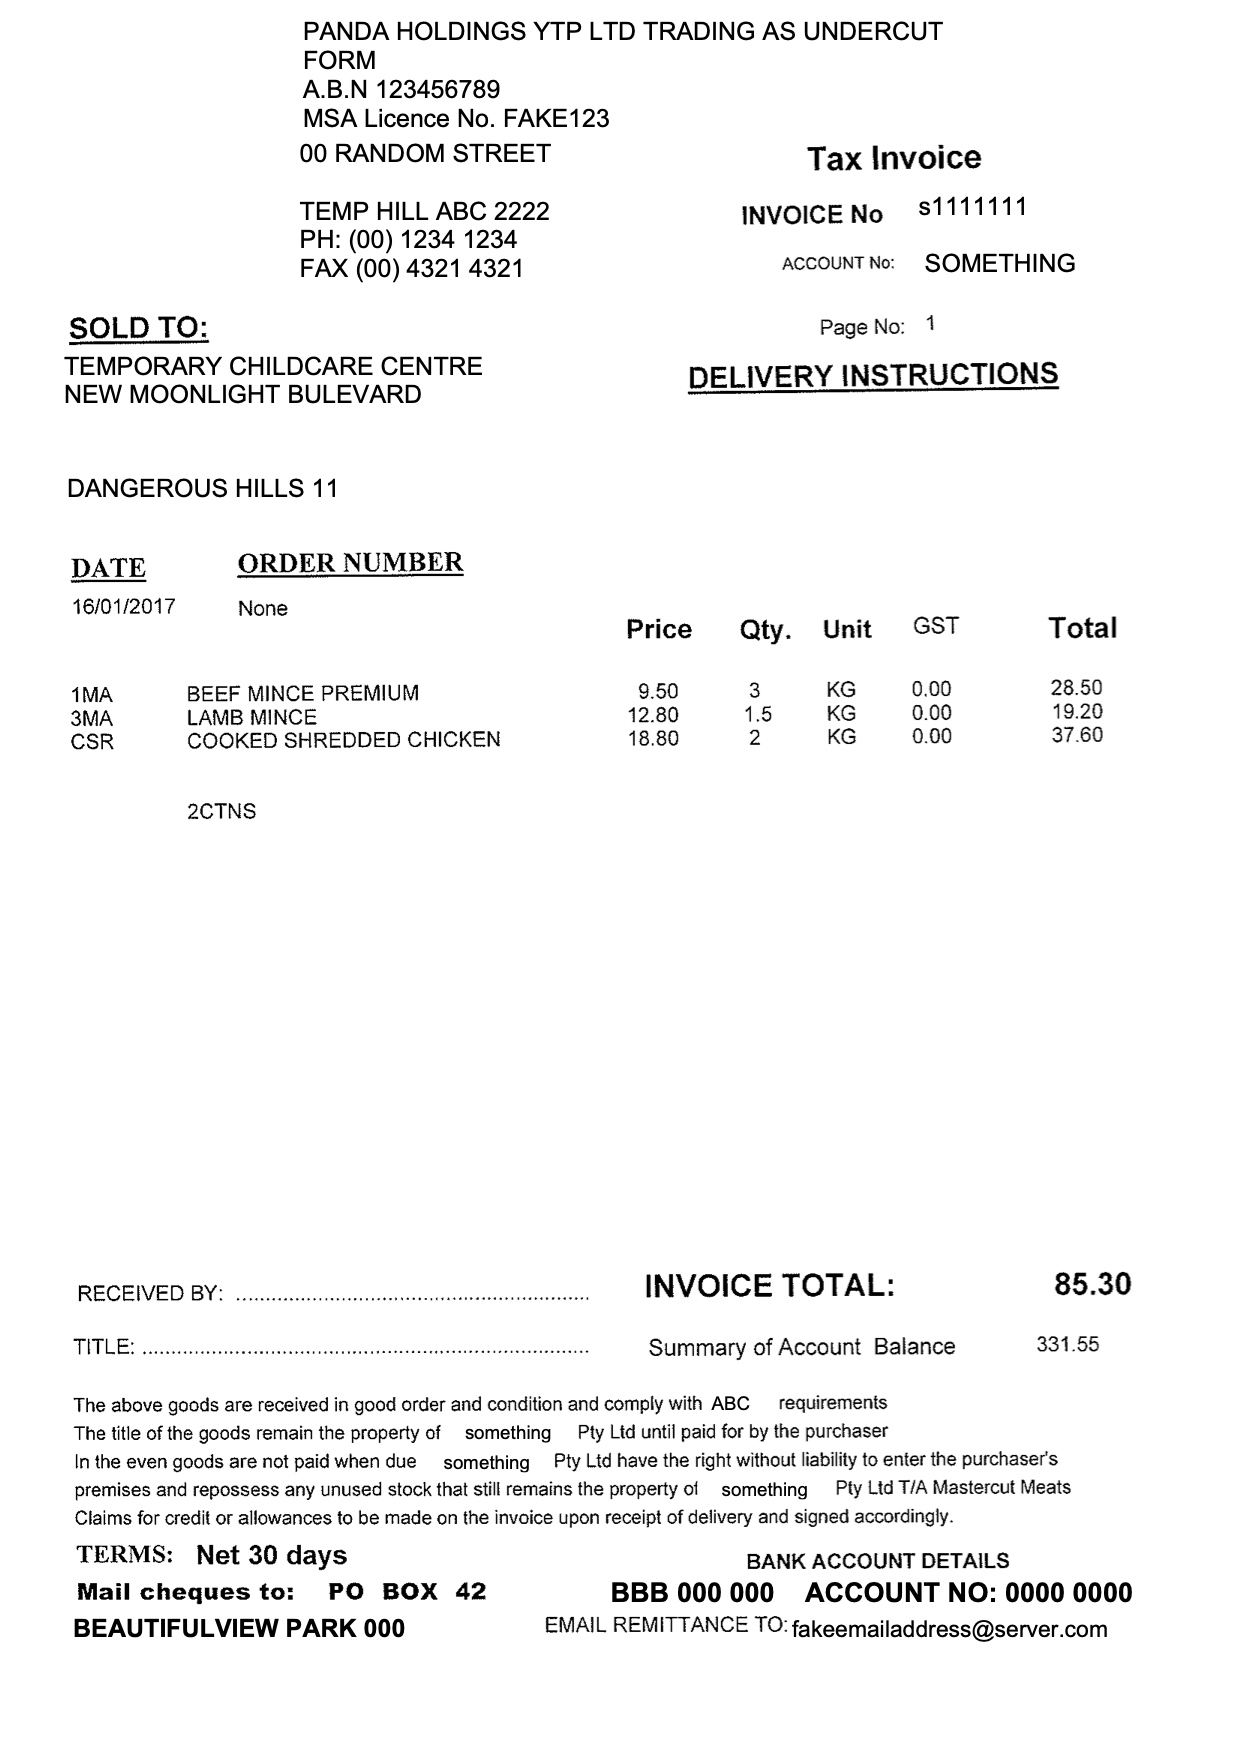 PANDA HOLDINGS YTP LTD TRADING AS UNDERCUT
FORM
A.B.N 123456789
MSA Licence No. FAKE123
00 RANDOM STREET
Tax Invoice
TEMP HILL ABC 2222
INVOICE No s1111111
PH: (00) 1234 1234
FAX (00) 4321 4321
ACCOUNT No: SOMETHING
SOLD TO:
Page No: 1
TEMPORARY CHILDCARE CENTRE
NEW MOONLIGHT BULEVARD
DELIVERY INSTRUCTIONS
DANGEROUS HILLS 11
DATE ORDER NUMBER
16/01/2017 None
Price Qty. Unit GST Total
1MA BEEF MINCE PREMIUM 9.50 3 KG 0.00 28.50
3MA LAMB MINCE 12.80 1.5 KG 0.00 19.20
CSR COOKED SHREDDED CHICKEN 18.80 2 KG 0.00 37.60
2CTNS
RECEIVED BY: ............................................................ INVOICE TOTAL: 85.30
TITLE: ............................................................................ Summary of Account Balance 331.55
The above goods are received in good order and condition and comply with ABC requirements
The title of the goods remain the property of something Pty Ltd until paid for by the purchaser
In the even goods are not paid when due something Pty Ltd have the right without liability to enter the purchaser's
premises and repossess any unused stock that still remains the property of something Pty Ltd T/A Mastercut Meats
Claims for credit or allowances to be made on the invoice upon receipt of delivery and signed accordingly.
TERMS: Net 30 days
BANK ACCOUNT DETAILS
Mail cheques to: PO BOX 42
BBB 000 000 ACCOUNT NO: 0000 0000
BEAUTIFULVIEW PARK 000
EMAIL REMITTANCE TO: fakeemailaddress@server.com